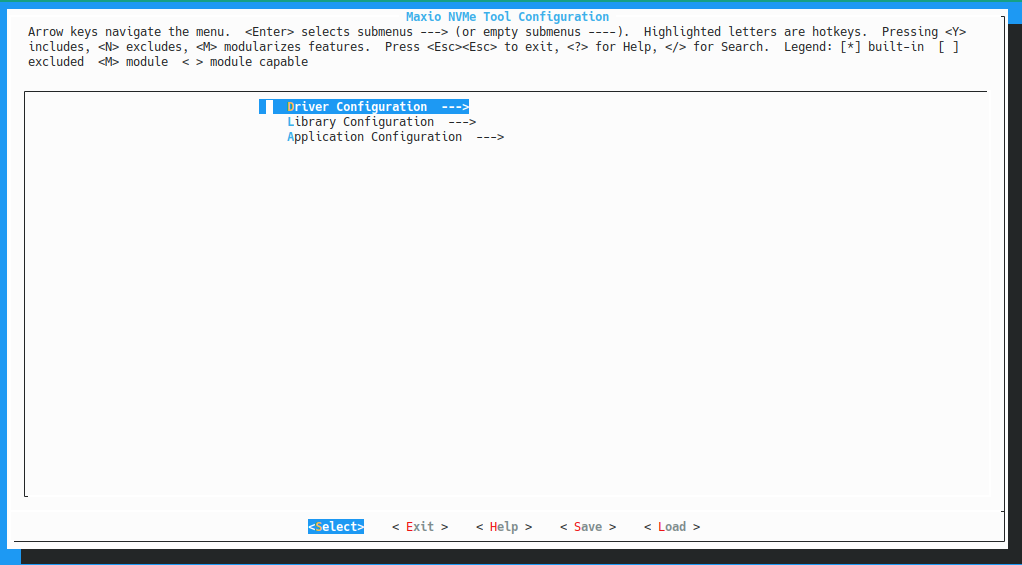 Maxio NVMe Tool Configuration
Arrow keys navigate the menu.  <Enter> selects submenus ---> (or empty submenus ----).  Highlighted letters are hotkeys.  Pressing <Y>
includes, <N> excludes, <M> modularizes features.  Press <Esc><Esc> to exit, <?> for Help, </> for Search.  Legend: [*] built-in  [ ]
excluded  <M> module  < > module capable
Driver Configuration  --->
Library Configuration  --->
Application Configuration  --->
<Select>    < Exit >    < Help >    < Save >    < Load >